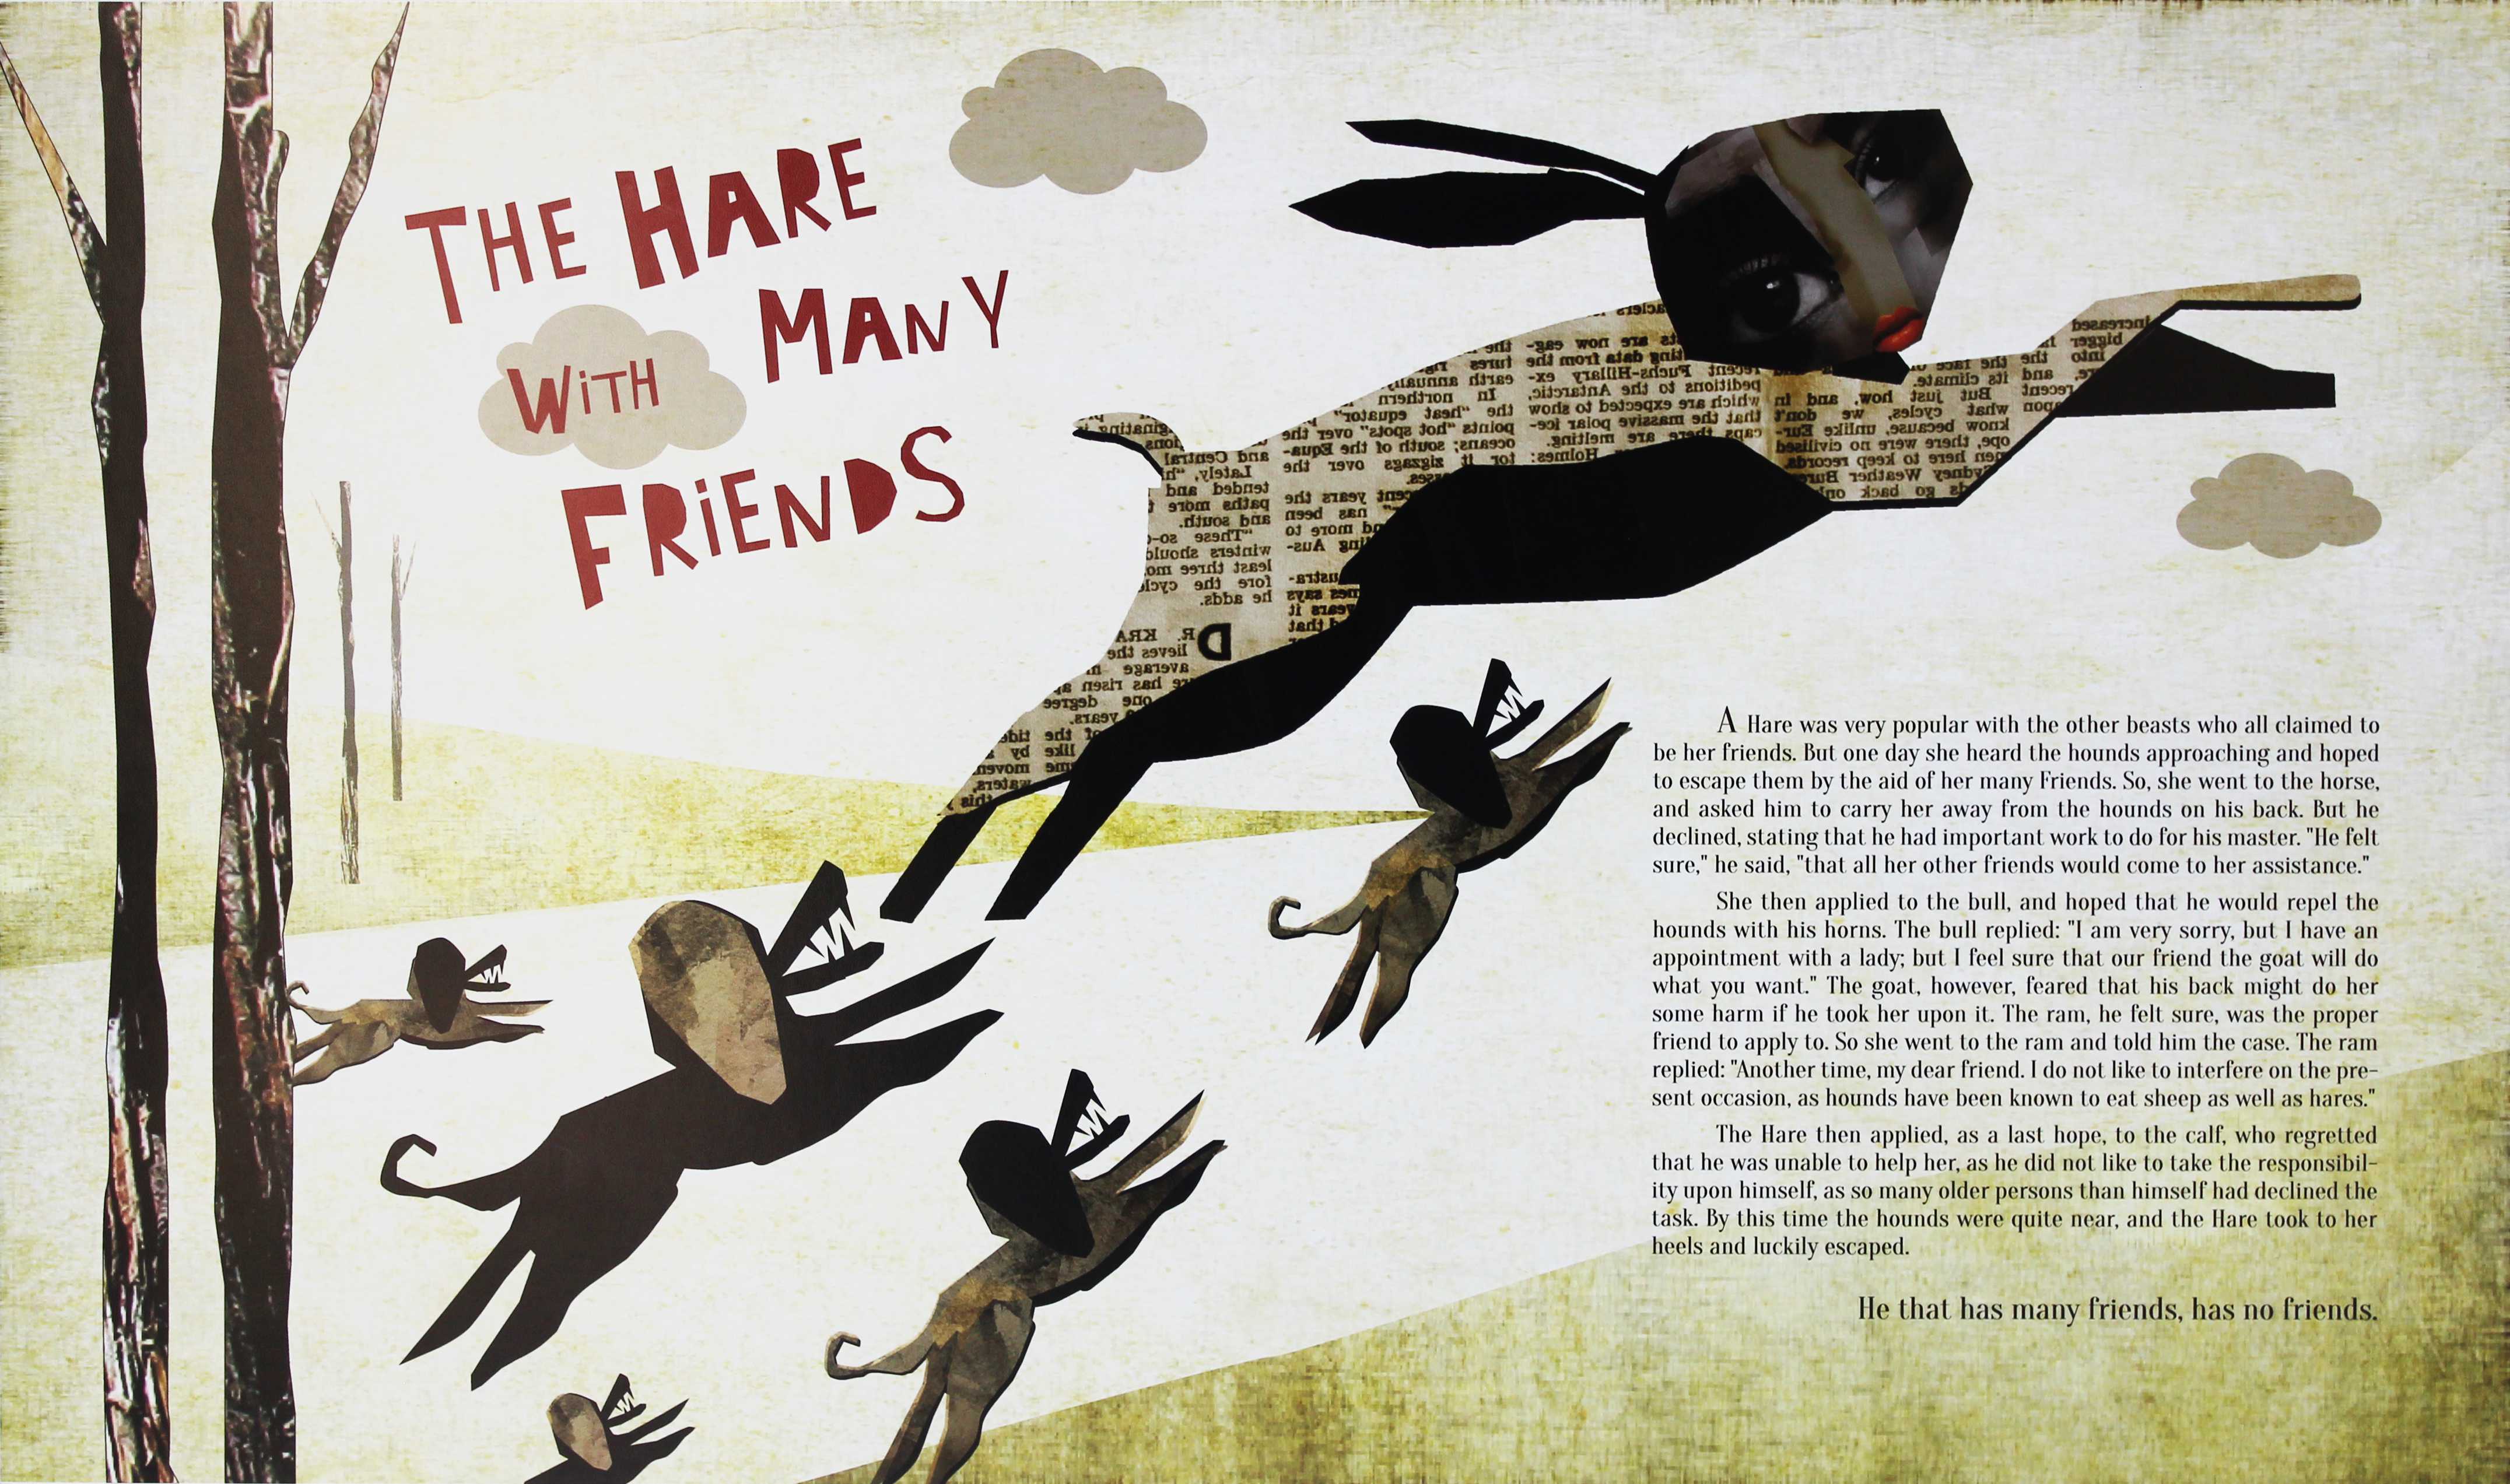 THE HARE
WiTH MANY
FRiENDS
A Hare was very popular with the other beasts who all claimed to
be her friends. But one day she heard the hounds approaching and hoped
to escape them by the aid of her many Friends. So, she went to the horse,
and asked him to carry her away from the hounds on his back. But he
declined, stating that he had important work to do for his master. "He felt
sure," he said, "that all her other friends would come to her assistance."
She then applied to the bull, and hoped that he would repel the
hounds with his horns. The bull replied: "I am very sorry, but I have an
appointment with a lady; but I feel sure that our friend the goat will do
what you want." The goat, however, feared that his back might do her
some harm if he took her upon it. The ram, he felt sure, was the proper
friend to apply to. So she went to the ram and told him the case. The ram
replied: "Another time, my dear friend. I do not like to interfere on the pre-
sent occasion, as hounds have been known to eat sheep as well as hares."
The Hare then applied, as a last hope, to the calf, who regretted
that he was unable to help her, as he did not like to take the responsibil-
ity upon himself, as so many older persons than himself had declined the
task. By this time the hounds were quite near, and the Hare took to her
heels and luckily escaped.
He that has many friends, has no friends.